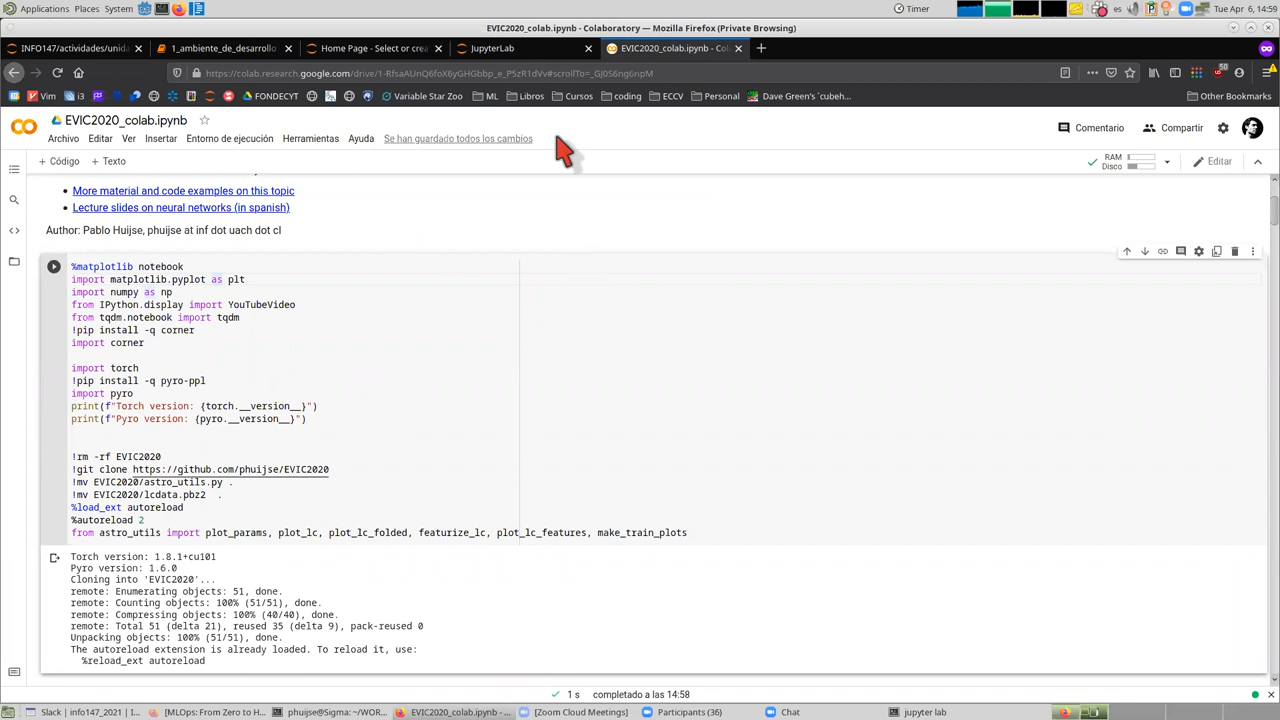 Applications Places System Timer es Tue Apr 6, 14:59
EVIC2020_colab.ipynb - Colaboratory — Mozilla Firefox (Private Browsing)
INFO147/actividades/unida 1_ambiente_de_desarrollo Home Page - Select or cre JupyterLab EVIC2020_colab.ipynb - Col
https://colab.research.google.com/drive/1-RfsaAUnQ6foX6yGHGbbp_e_P5zR1dVv#scrollTo=_GJ0S6ng6npM 50
Vim i3 FONDECYT Variable Star Zoo ML Libros Cursos coding ECCV Personal Dave Green's `cubeh… Other Bookmarks
EVIC2020_colab.ipynb
Archivo Editar Ver Insertar Entorno de ejecución Herramientas Ayuda Se han guardado todos los cambios
Comentario Compartir
+ Código + Texto RAM Disco Editar
More material and code examples on this topic
Lecture slides on neural networks (in spanish)
Author: Pablo Huijse, phuijse at inf dot uach dot cl
%matplotlib notebook
import matplotlib.pyplot as plt
import numpy as np
from IPython.display import YouTubeVideo
from tqdm.notebook import tqdm
!pip install -q corner
import corner
import torch
!pip install -q pyro-ppl
import pyro
print(f"Torch version: {torch.__version__}")
print(f"Pyro version: {pyro.__version__}")
!rm -rf EVIC2020
!git clone https://github.com/phuijse/EVIC2020
!mv EVIC2020/astro_utils.py .
!mv EVIC2020/lcdata.pbz2 .
%load_ext autoreload
%autoreload 2
from astro_utils import plot_params, plot_lc, plot_lc_folded, featurize_lc, plot_lc_features, make_train_plots
Torch version: 1.8.1+cu101
Pyro version: 1.6.0
Cloning into 'EVIC2020'...
remote: Enumerating objects: 51, done.
remote: Counting objects: 100% (51/51), done.
remote: Compressing objects: 100% (40/40), done.
remote: Total 51 (delta 21), reused 35 (delta 9), pack-reused 0
Unpacking objects: 100% (51/51), done.
The autoreload extension is already loaded. To reload it, use:
%reload_ext autoreload
1 s completado a las 14:58
Slack | info147_2021 | I... [MLOps: From Zero to H... phuijse@Sigma: ~/WOR... EVIC2020_colab.ipynb - ... [Zoom Cloud Meetings] Participants (36) Chat jupyter lab